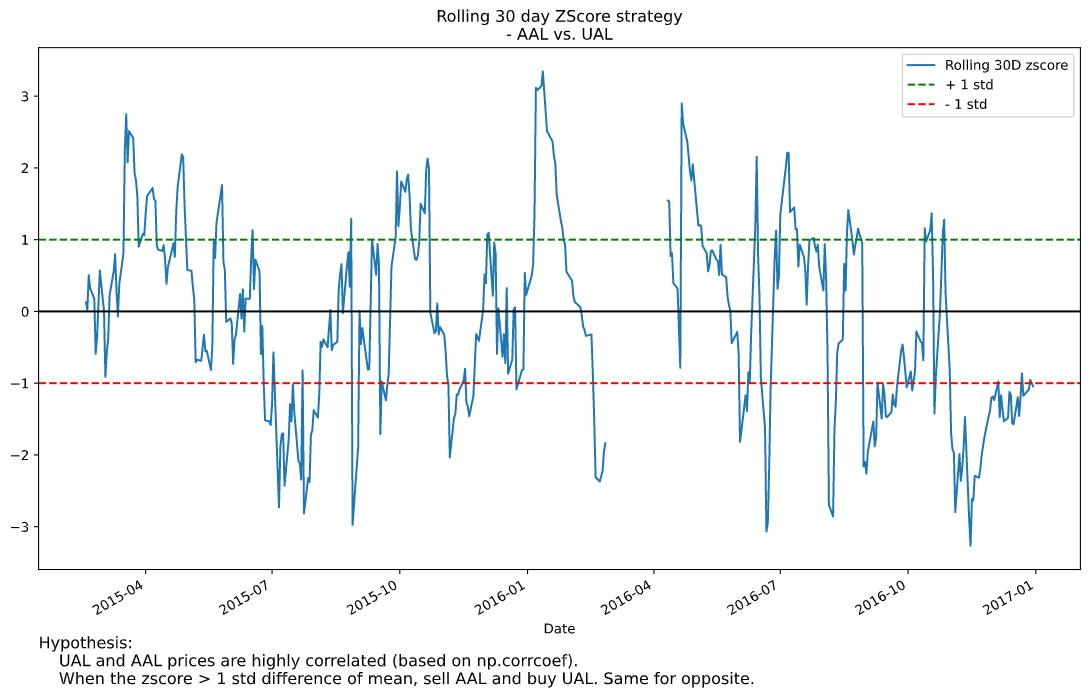 Rolling 30 day ZScore strategy
- AAL vs. UAL
Rolling 30D zscore
+ 1 std
- 1 std
3
2
1
0
−1
−2
−3
2015-04
2015-07
2015-10
2016-01
2016-04
2016-07
2016-10
2017-01
Date
Hypothesis:
UAL and AAL prices are highly correlated (based on np.corrcoef).
When the zscore > 1 std difference of mean, sell AAL and buy UAL. Same for opposite.